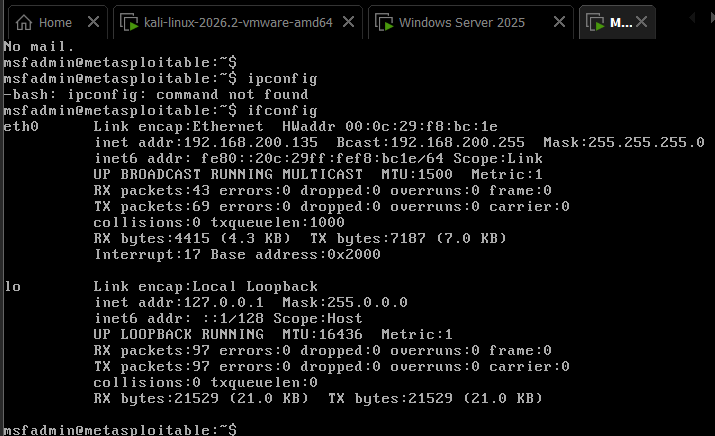 Home
kali-linux-2026.2-vmware-amd64
Windows Server 2025
M...
No mail.
msfadmin@metasploitable:~$
msfadmin@metasploitable:~$ ipconfig
-bash: ipconfig: command not found
msfadmin@metasploitable:~$ ifconfig
eth0 Link encap:Ethernet HWaddr 00:0c:29:f8:bc:1e
inet addr:192.168.200.135 Bcast:192.168.200.255 Mask:255.255.255.0
inet6 addr: fe80::20c:29ff:fef8:bc1e/64 Scope:Link
UP BROADCAST RUNNING MULTICAST MTU:1500 Metric:1
RX packets:43 errors:0 dropped:0 overruns:0 frame:0
TX packets:69 errors:0 dropped:0 overruns:0 carrier:0
collisions:0 txqueuelen:1000
RX bytes:4415 (4.3 KB) TX bytes:7187 (7.0 KB)
Interrupt:17 Base address:0x2000
lo Link encap:Local Loopback
inet addr:127.0.0.1 Mask:255.0.0.0
inet6 addr: ::1/128 Scope:Host
UP LOOPBACK RUNNING MTU:16436 Metric:1
RX packets:97 errors:0 dropped:0 overruns:0 frame:0
TX packets:97 errors:0 dropped:0 overruns:0 carrier:0
collisions:0 txqueuelen:0
RX bytes:21529 (21.0 KB) TX bytes:21529 (21.0 KB)
msfadmin@metasploitable:~$